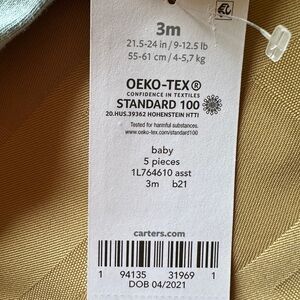 3m
21.5-24 in / 9-12.5 lb
55-61 cm / 4-5,7 kg
OEKO-TEX®
CONFIDENCE IN TEXTILES
STANDARD 100
20.HUS.39362 HOHENSTEIN HTTI
Tested for harmful substances.
www.oeko-tex.com/standard100
baby
5 pieces
1L764610 asst
3m b21
carters.com
1 94135 31969 1
DOB 04/2021